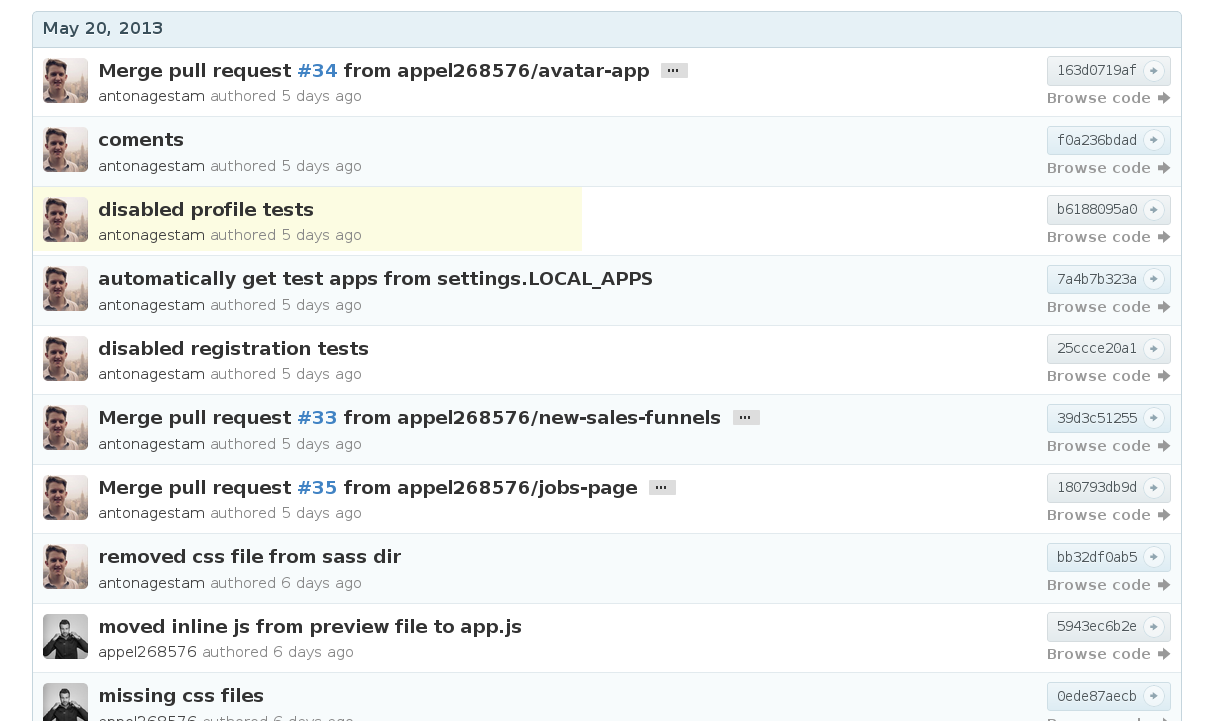 May 20, 2013
Merge pull request #34 from appel268576/avatar-app ...
163d0719af
antonagestam authored 5 days ago
Browse code
coments
f0a236bdad
antonagestam authored 5 days ago
Browse code
disabled profile tests
b6188095a0
antonagestam authored 5 days ago
Browse code
automatically get test apps from settings.LOCAL_APPS
7a4b7b323a
antonagestam authored 5 days ago
Browse code
disabled registration tests
25ccce20a1
antonagestam authored 5 days ago
Browse code
Merge pull request #33 from appel268576/new-sales-funnels ...
39d3c51255
antonagestam authored 5 days ago
Browse code
Merge pull request #35 from appel268576/jobs-page ...
180793db9d
antonagestam authored 5 days ago
Browse code
removed css file from sass dir
bb32df0ab5
antonagestam authored 6 days ago
Browse code
moved inline js from preview file to app.js
5943ec6b2e
appel268576 authored 6 days ago
Browse code
missing css files
0ede87aecb
appel268576 authored 6 days ago
Browse code